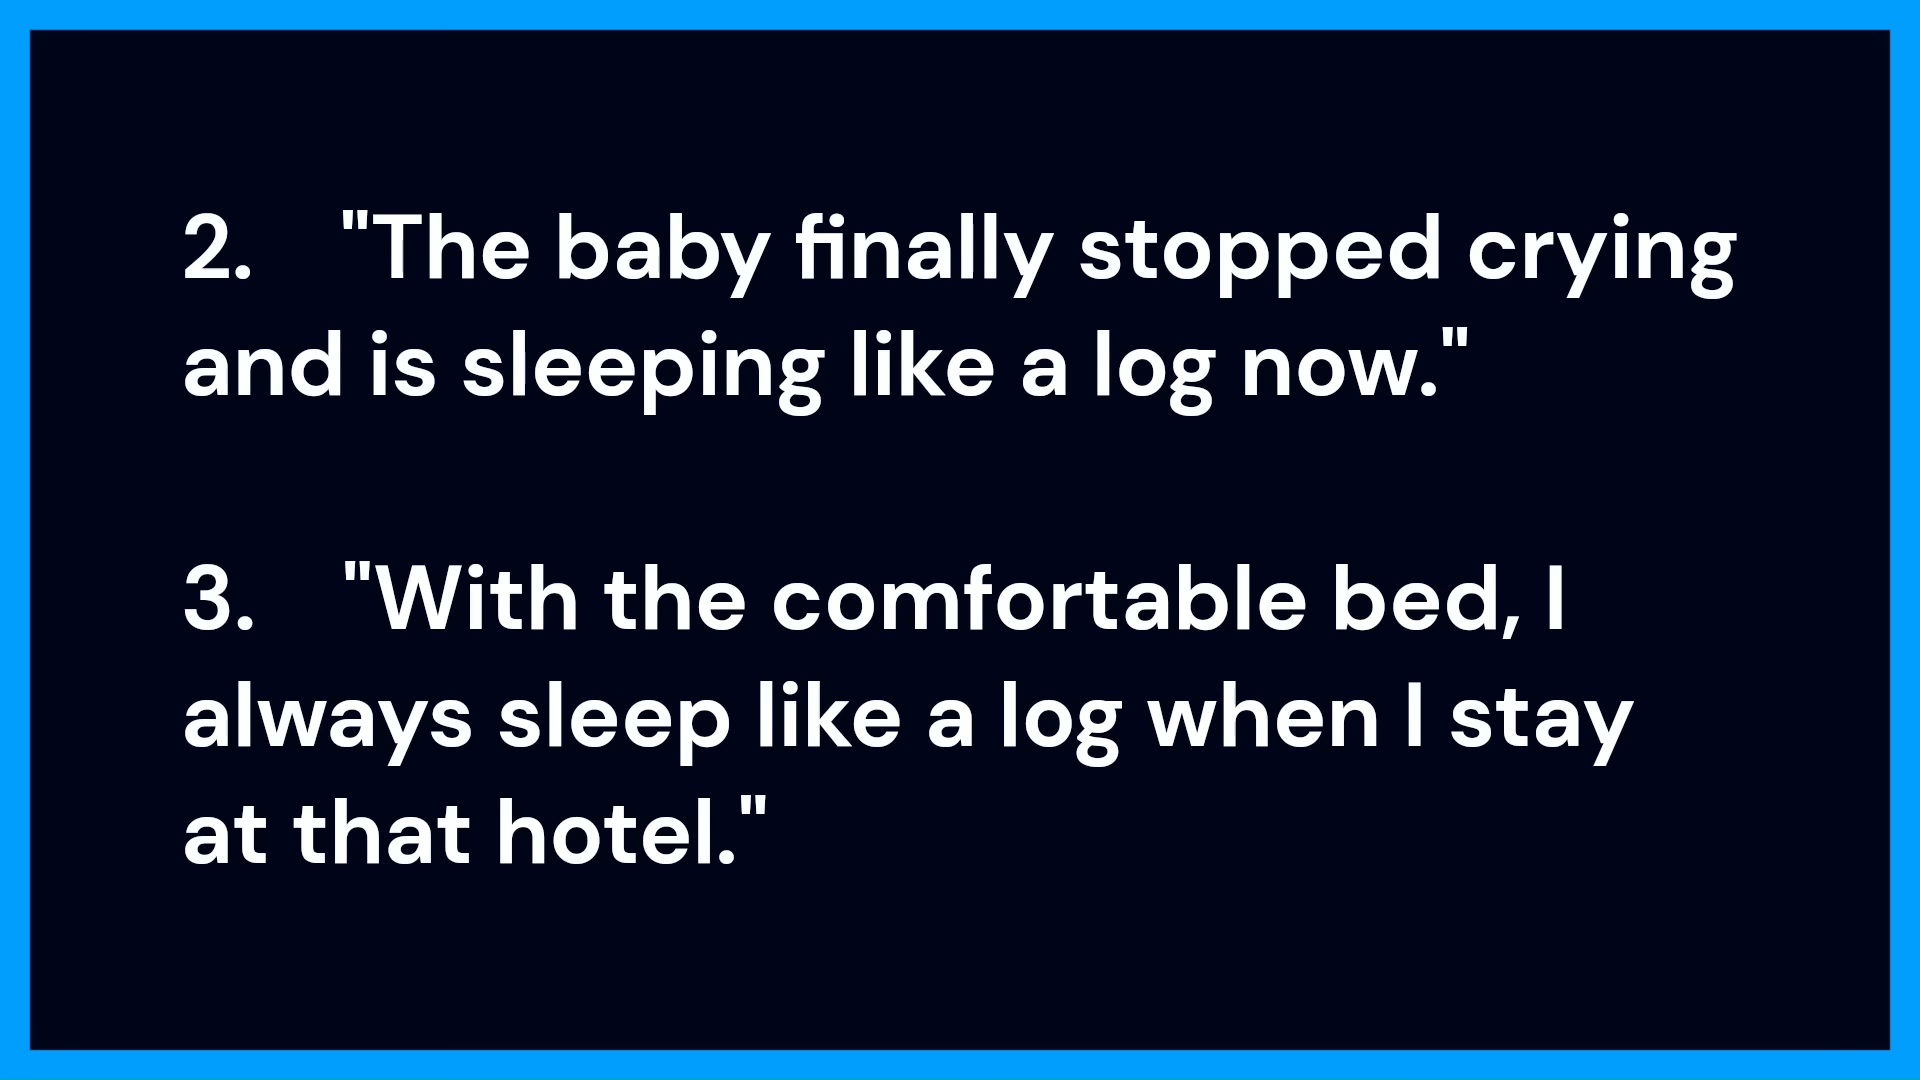 2. "The baby finally stopped crying
and is sleeping like a log now."
3. "With the comfortable bed, I
always sleep like a log when I stay
at that hotel."